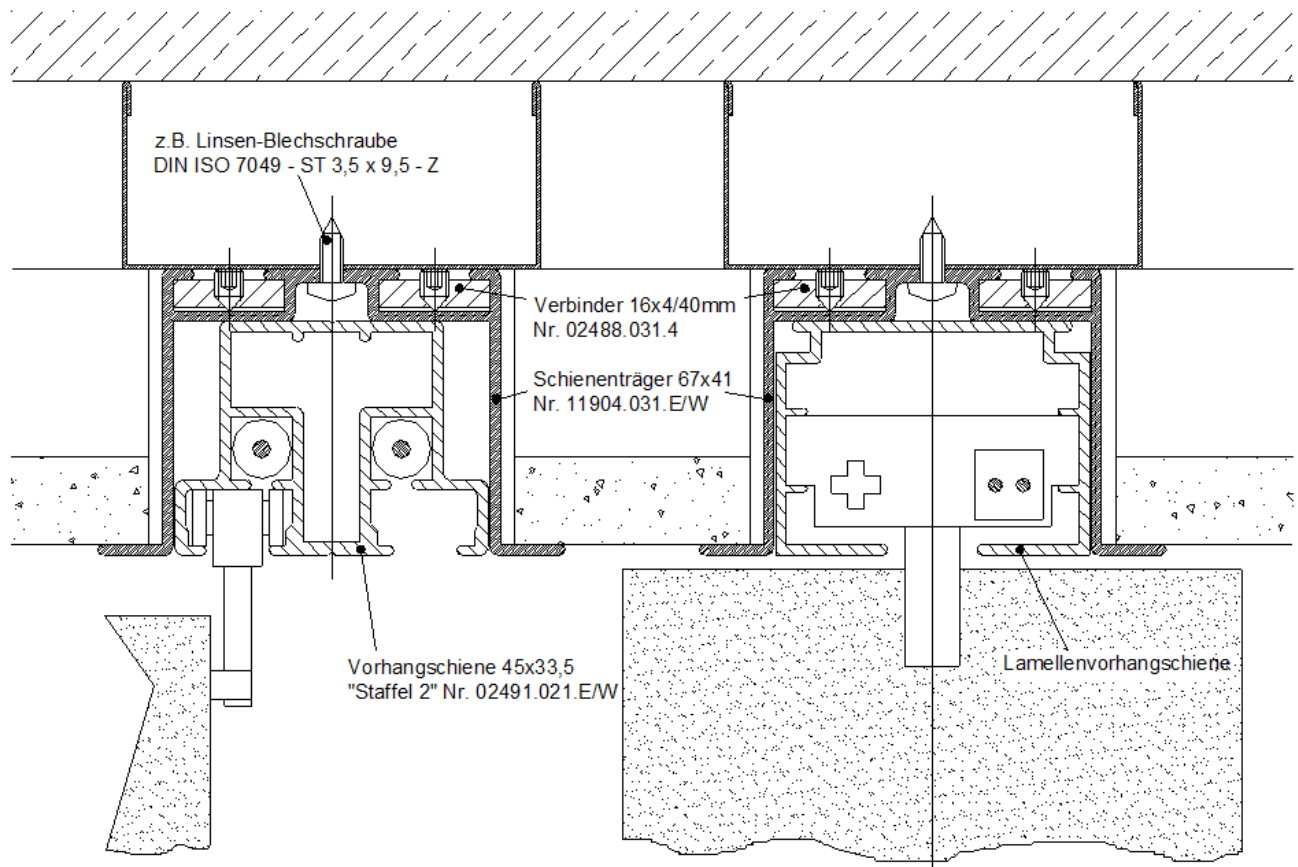 z.B. Linsen-Blechschraube
DIN ISO 7049 - ST 3,5 x 9,5 - Z
Verbinder 16x4/40mm
Nr. 02488.031.4
Schienenträger 67x41
Nr. 11904.031.E/W
Vorhangschiene 45x33,5
"Staffel 2" Nr. 02491.021.E/W
Lamellenvorhangschiene